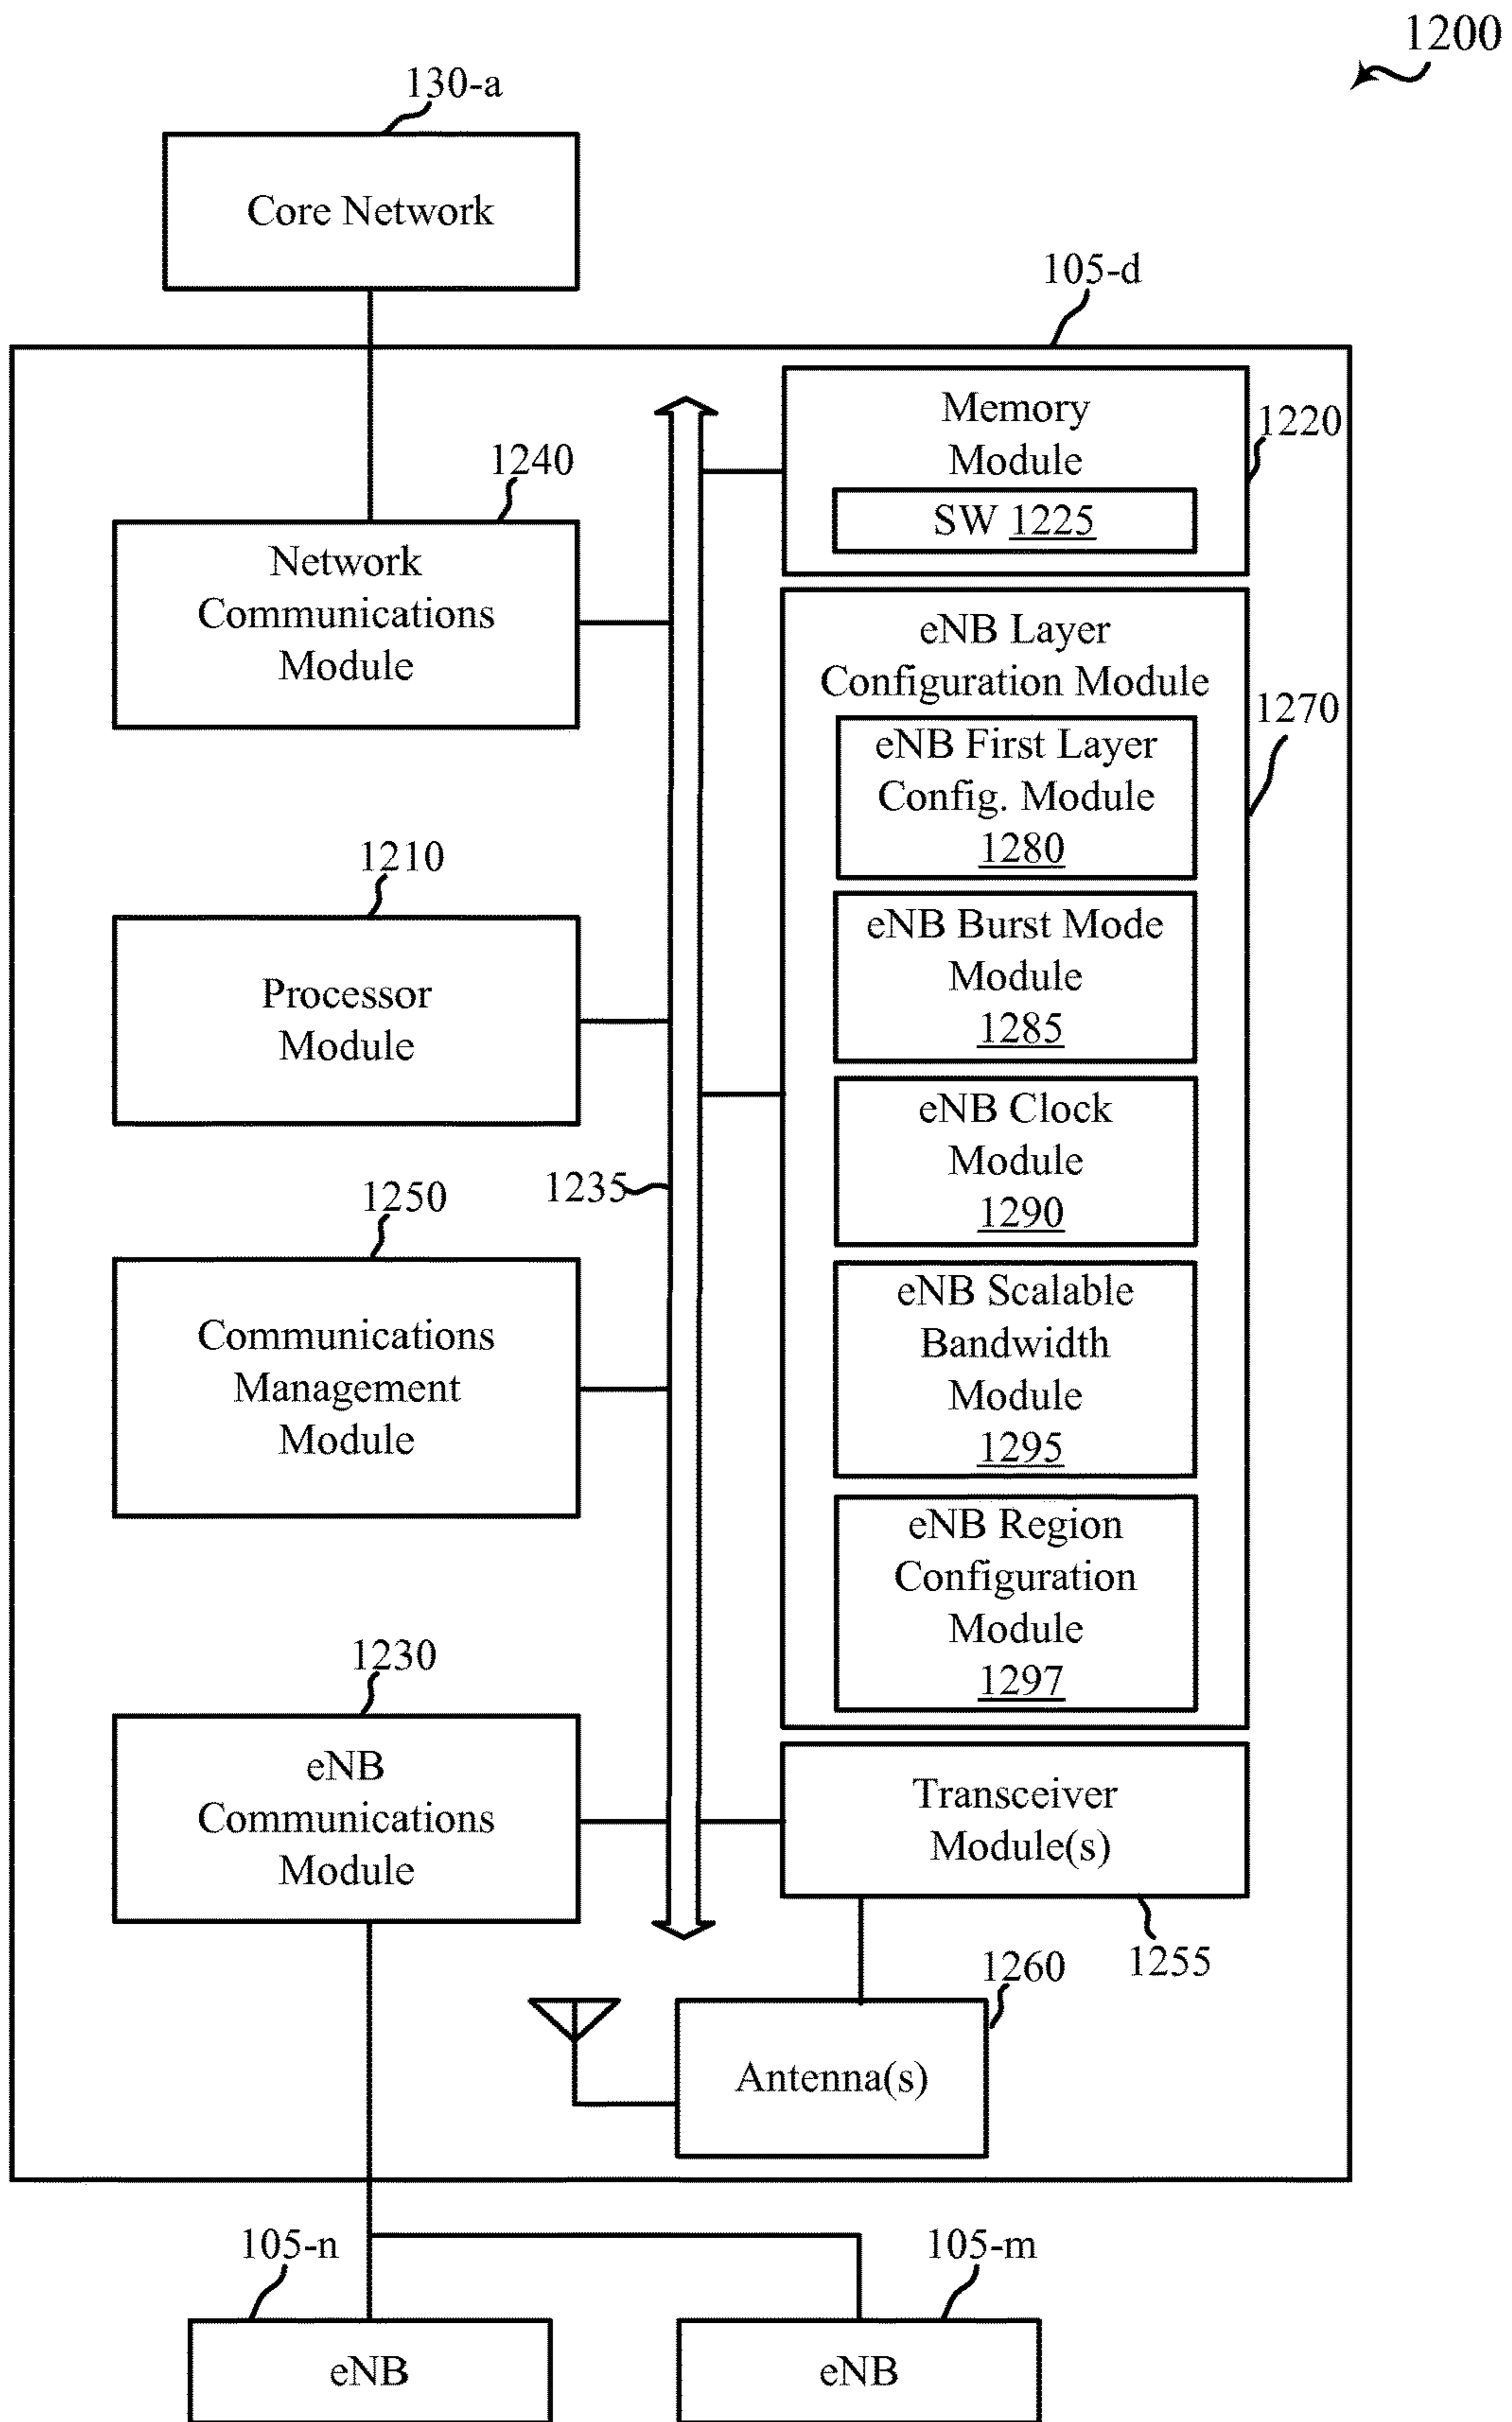 1200
130-a
Core Network
105-d
Memory
Module
1220
SW 1225
1240
Network
Communications
Module
eNB Layer
Configuration Module
1270
eNB First Layer
Config. Module
1280
1210
Processor
Module
eNB Burst Mode
Module
1285
eNB Clock
Module
1290
1235
1250
Communications
Management
Module
eNB Scalable
Bandwidth
Module
1295
eNB Region
Configuration
Module
1297
1230
eNB
Communications
Module
Transceiver
Module(s)
1255
1260
Antenna(s)
105-n
105-m
eNB
eNB